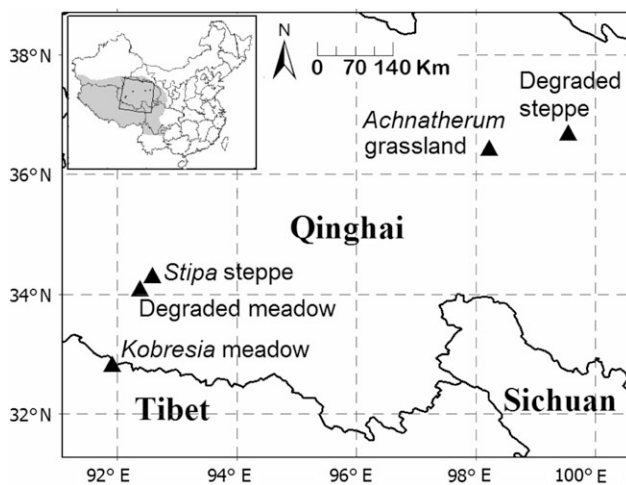 38°N
36°N
34°N
32°N
N
0 70 140 Km
Degraded
steppe
Achnatherum
grassland
Qinghai
Stipa steppe
Degraded meadow
Kobresia meadow
Tibet
Sichuan
92°E
94°E
96°E
98°E
100°E